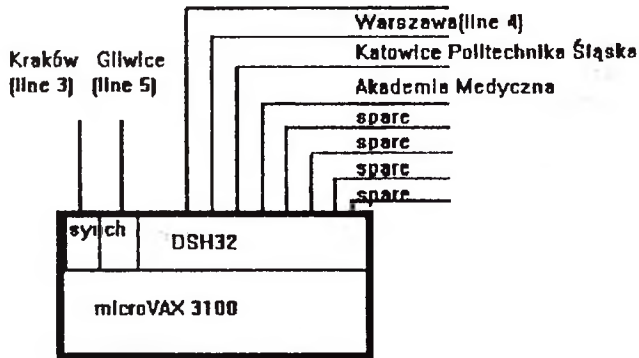 Warszawa(line 4)
Katowice Politechnika Śląska
Akademia Medyczna
spare
spare
spare
spare
Kraków Gliwice
(line 3) (line 5)
synch
DSH32
microVAX 3100